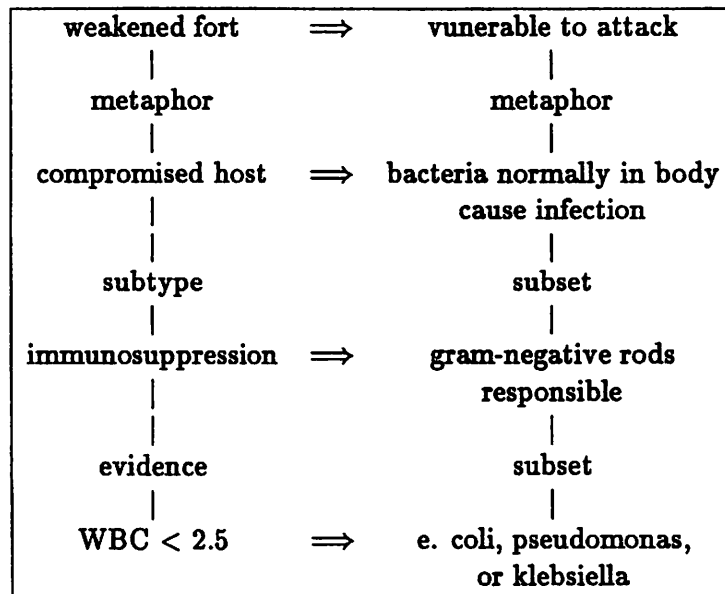 weakened fort ⟹ vunerable to attack
metaphor metaphor
compromised host ⟹ bacteria normally in body
cause infection
subtype subset
immunosuppression ⟹ gram-negative rods
responsible
evidence subset
WBC < 2.5 ⟹ e. coli, pseudomonas,
or klebsiella